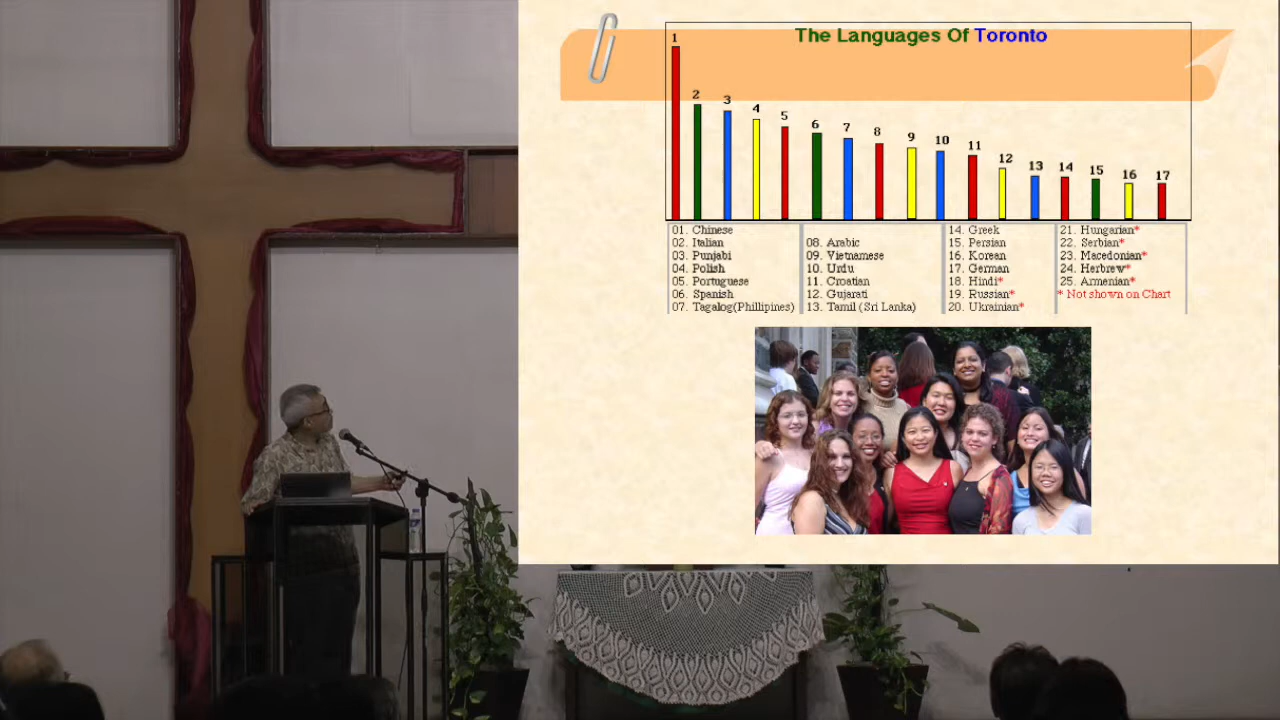 The Languages Of Toronto
1
2
3
4
5
6
7
8
9
10
11
12
13
14
15
16
17
01. Chinese
02. Italian
03. Punjabi
04. Polish
05. Portuguese
06. Spanish
07. Tagalog(Phillipines)
08. Arabic
09. Vietnamese
10. Urdu
11. Croatian
12. Gujarati
13. Tamil (Sri Lanka)
14. Greek
15. Persian
16. Korean
17. German
18. Hindi*
19. Russian*
20. Ukrainian*
21. Hungarian*
22. Serbian*
23. Macedonian*
24. Herbrew*
25. Armenian*
* Not shown on Chart